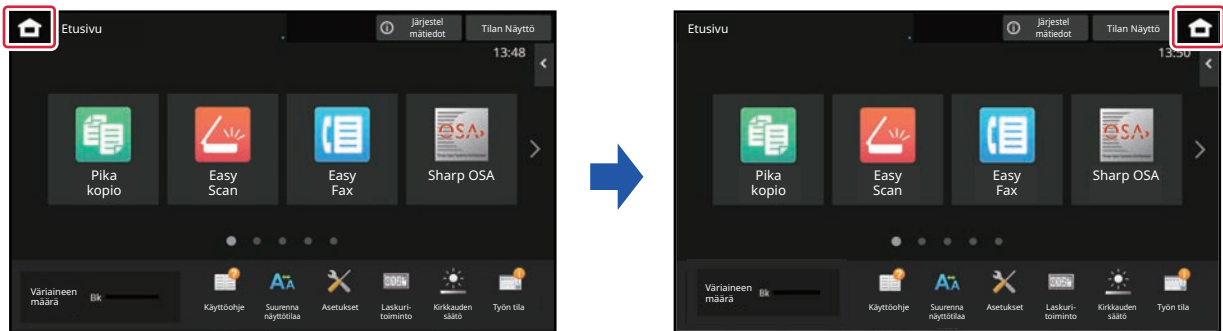 Etusivu
Järjestel
mätiedot
Tilan Näyttö
13:48
Pika
kopio
Easy
Scan
Easy
Fax
OSA
Sharp OSA
Väriaineen
määrä
Bk
Käyttöohje
Suurenna
näyttötilaa
Asetukset
Laskuri-
toiminto
Kirkkauden
säätö
Työn tila
Etusivu
Järjestel
mätiedot
Tilan Näyttö
13:50
Pika
kopio
Easy
Scan
Easy
Fax
OSA
Sharp OSA
Väriaineen
määrä
Bk
Käyttöohje
Suurenna
näyttötilaa
Asetukset
Laskuri-
toiminto
Kirkkauden
säätö
Työn tila